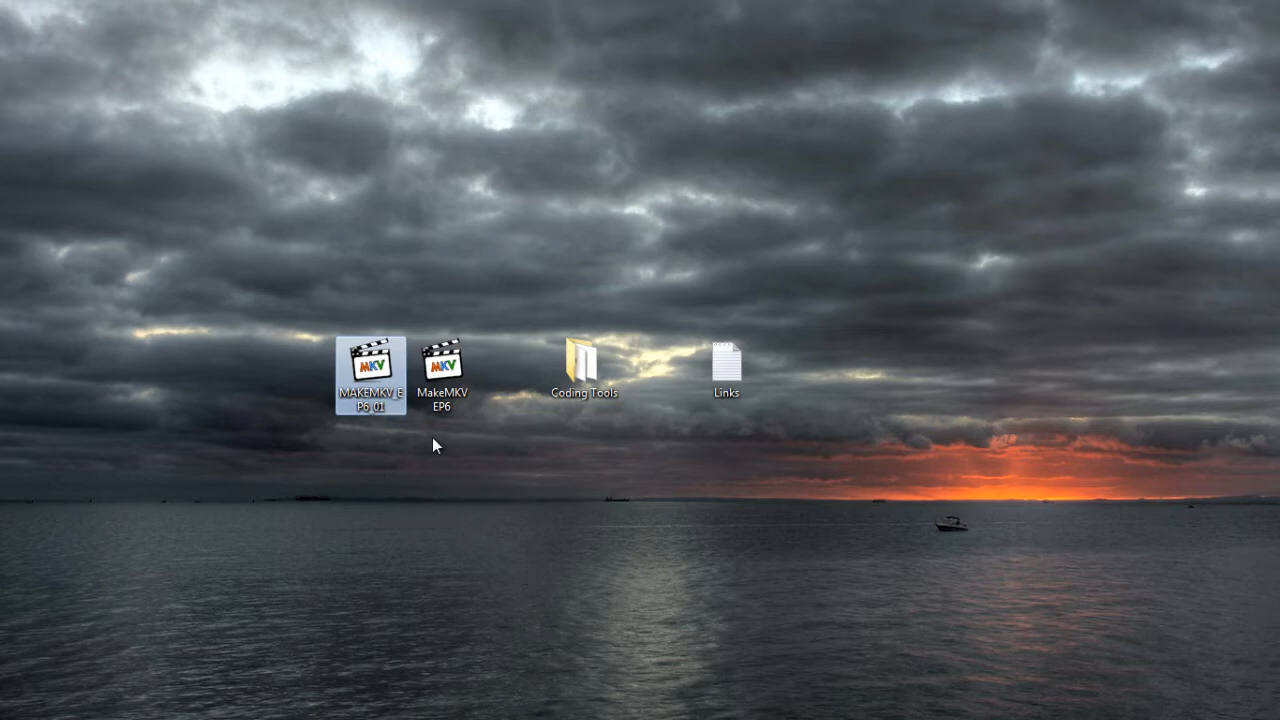 MKV
MAKEMKV_E
P6_01
MKV
MakeMKV
EP6
Coding Tools
Links